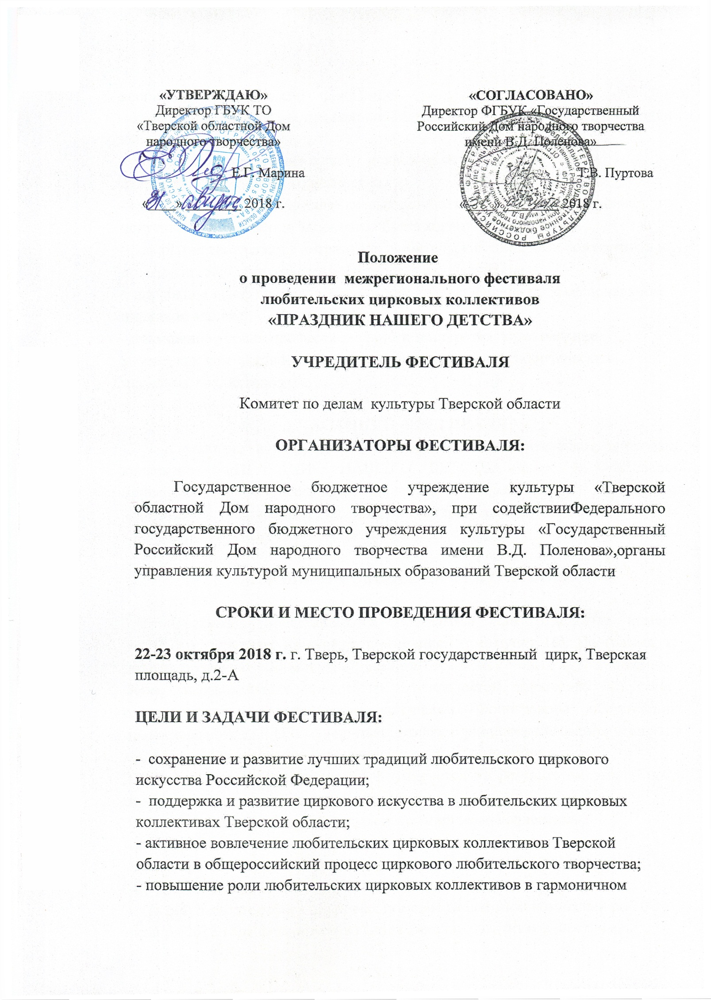 «УТВЕРЖДАЮ»
Директор ГБУК ТО
«Тверской областной Дом
народного творчества»
Е.Г. Марина
«31» августа 2018 г.
«СОГЛАСОВАНО»
Директор ФГБУК «Государственный
Российский Дом народного творчества
имени В.Д. Поленова»
Т.В. Пуртова
« » августа 2018 г.
Положение
о проведении межрегионального фестиваля
любительских цирковых коллективов
«ПРАЗДНИК НАШЕГО ДЕТСТВА»
УЧРЕДИТЕЛЬ ФЕСТИВАЛЯ
Комитет по делам культуры Тверской области
ОРГАНИЗАТОРЫ ФЕСТИВАЛЯ:
Государственное бюджетное учреждение культуры «Тверской
областной Дом народного творчества», при содействииФедерального
государственного бюджетного учреждения культуры «Государственный
Российский Дом народного творчества имени В.Д. Поленова»,органы
управления культурой муниципальных образований Тверской области
СРОКИ И МЕСТО ПРОВЕДЕНИЯ ФЕСТИВАЛЯ:
22-23 октября 2018 г. г. Тверь, Тверской государственный цирк, Тверская
площадь, д.2-А
ЦЕЛИ И ЗАДАЧИ ФЕСТИВАЛЯ:
- сохранение и развитие лучших традиций любительского циркового
искусства Российской Федерации;
- поддержка и развитие циркового искусства в любительских цирковых
коллективах Тверской области;
- активное вовлечение любительских цирковых коллективов Тверской
области в общероссийский процесс циркового любительского творчества;
- повышение роли любительских цирковых коллективов в гармоничном